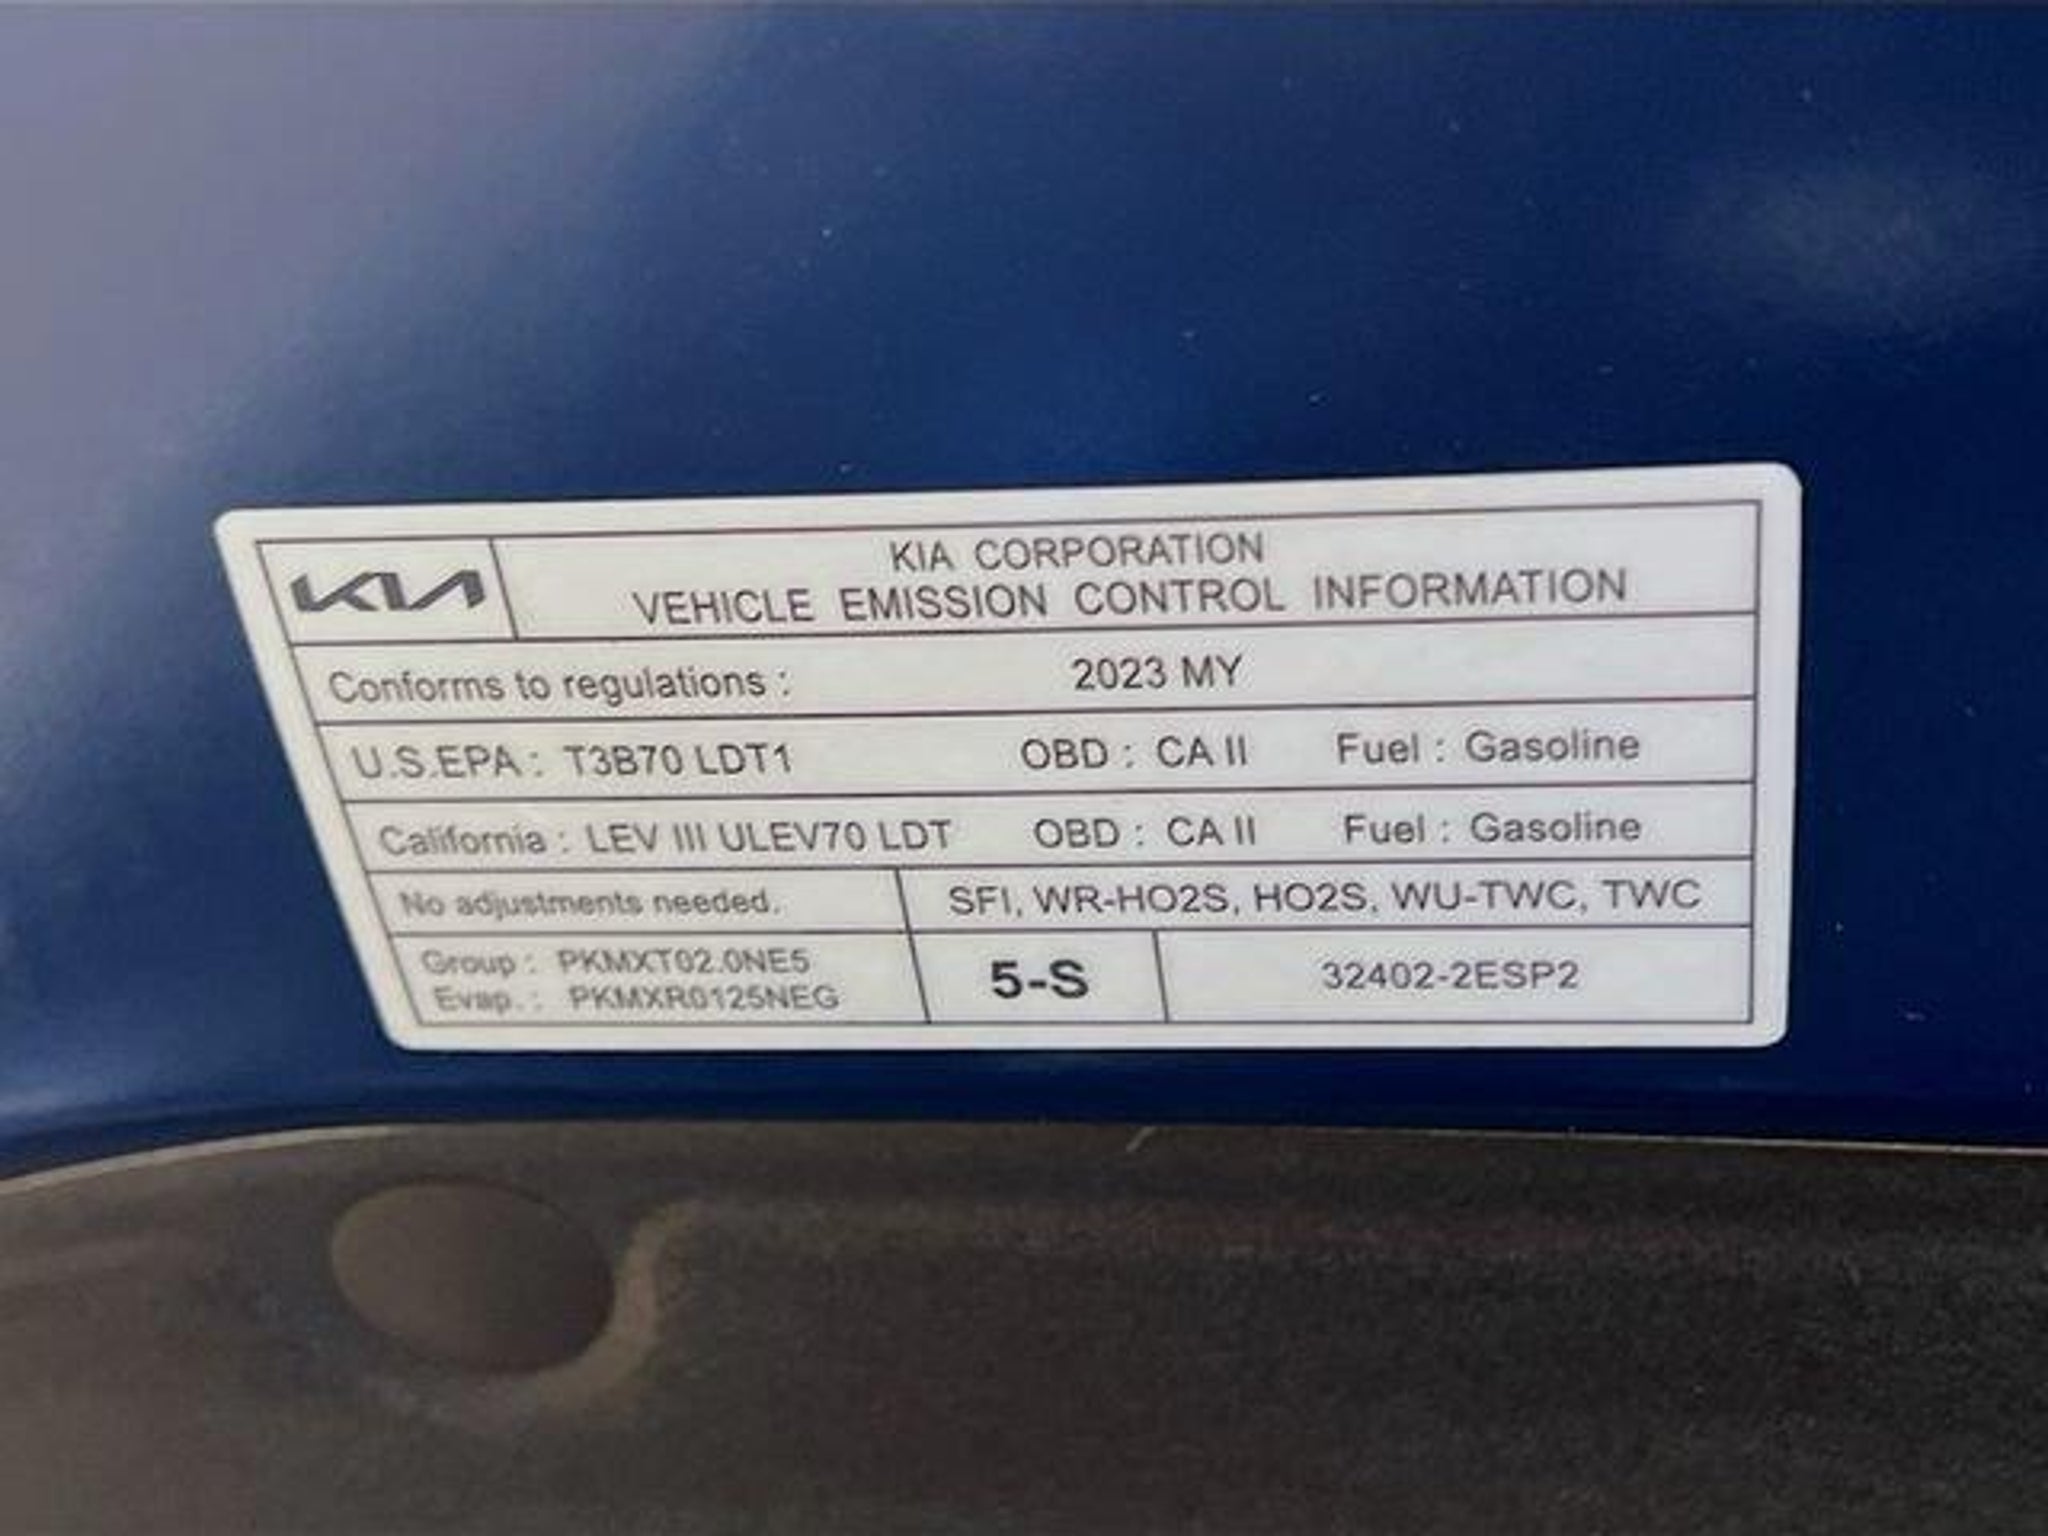 KIA
KIA CORPORATION
VEHICLE EMISSION CONTROL INFORMATION
Conforms to regulations : 2023 MY
U.S.EPA : T3B70 LDT1 OBD : CA II Fuel : Gasoline
California : LEV III ULEV70 LDT OBD : CA II Fuel : Gasoline
No adjustments needed. SFI, WR-HO2S, HO2S, WU-TWC, TWC
Group : PKMXT02.0NE5
Evap. : PKMXR0125NEG
5-S
32402-2ESP2